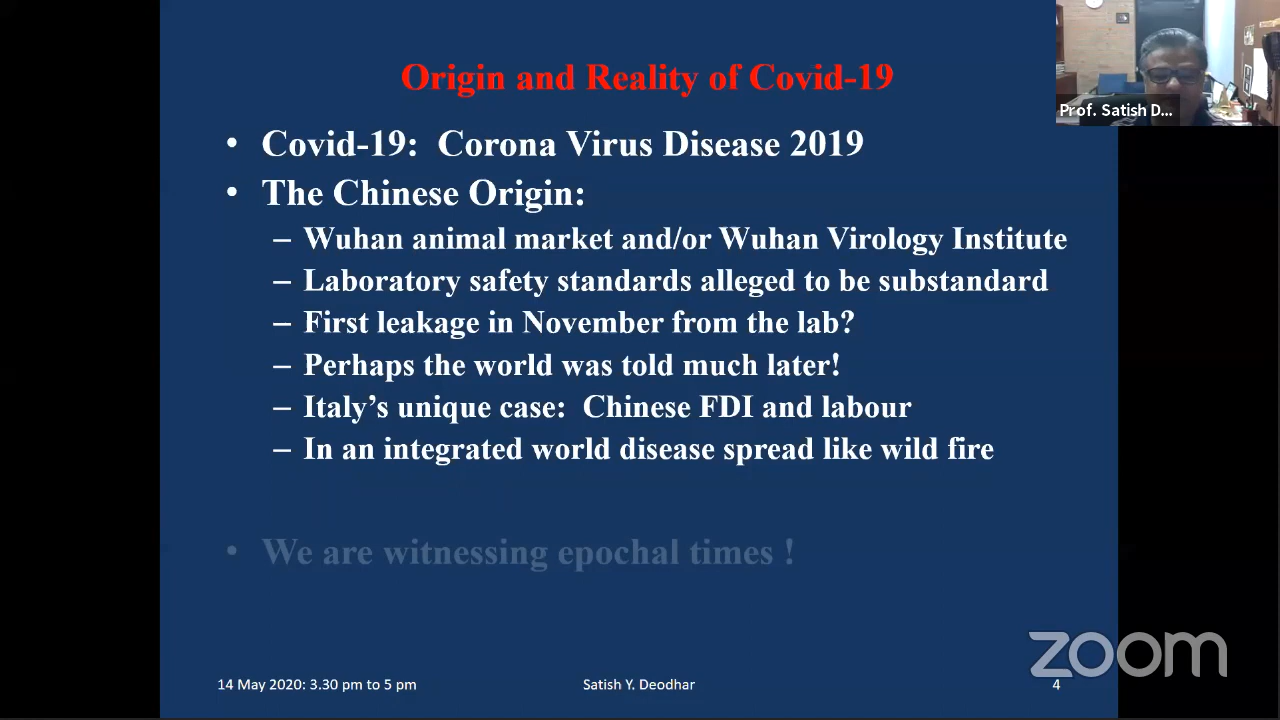 Origin and Reality of Covid-19
Prof. Satish D...
• Covid-19: Corona Virus Disease 2019
• The Chinese Origin:
– Wuhan animal market and/or Wuhan Virology Institute
– Laboratory safety standards alleged to be substandard
– First leakage in November from the lab?
– Perhaps the world was told much later!
– Italy’s unique case: Chinese FDI and labour
– In an integrated world disease spread like wild fire
• We are witnessing epochal times !
zoom
14 May 2020: 3.30 pm to 5 pm
Satish Y. Deodhar
4